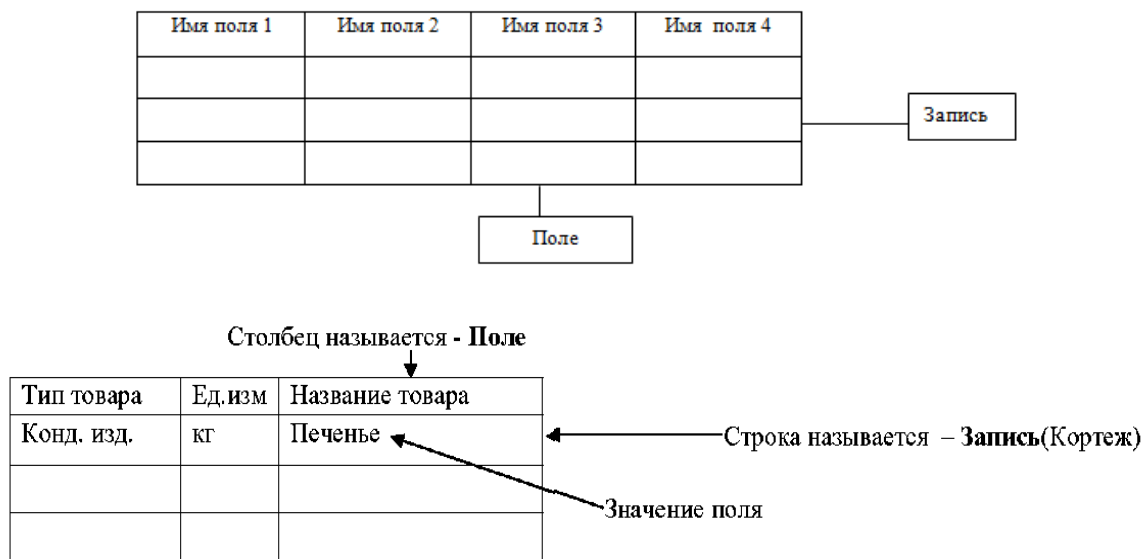 Имя поля 1 Имя поля 2 Имя поля 3 Имя поля 4
Запись
Поле
Столбец называется - Поле
Тип товара Ед.изм Название товара
Конд. изд. кг Печенье
Строка называется – Запись(Кортеж)
Значение поля